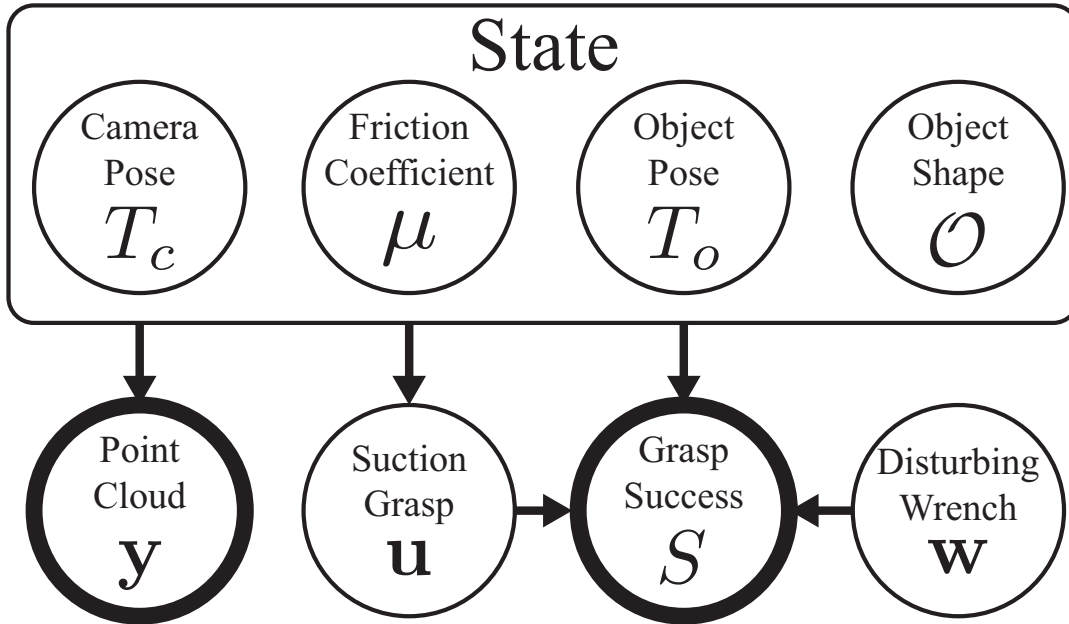 State
Camera
Pose
T_c
Friction
Coefficient
μ
Object
Pose
T_o
Object
Shape
𝒪
Point
Cloud
y
Suction
Grasp
u
Grasp
Success
S
Disturbing
Wrench
w